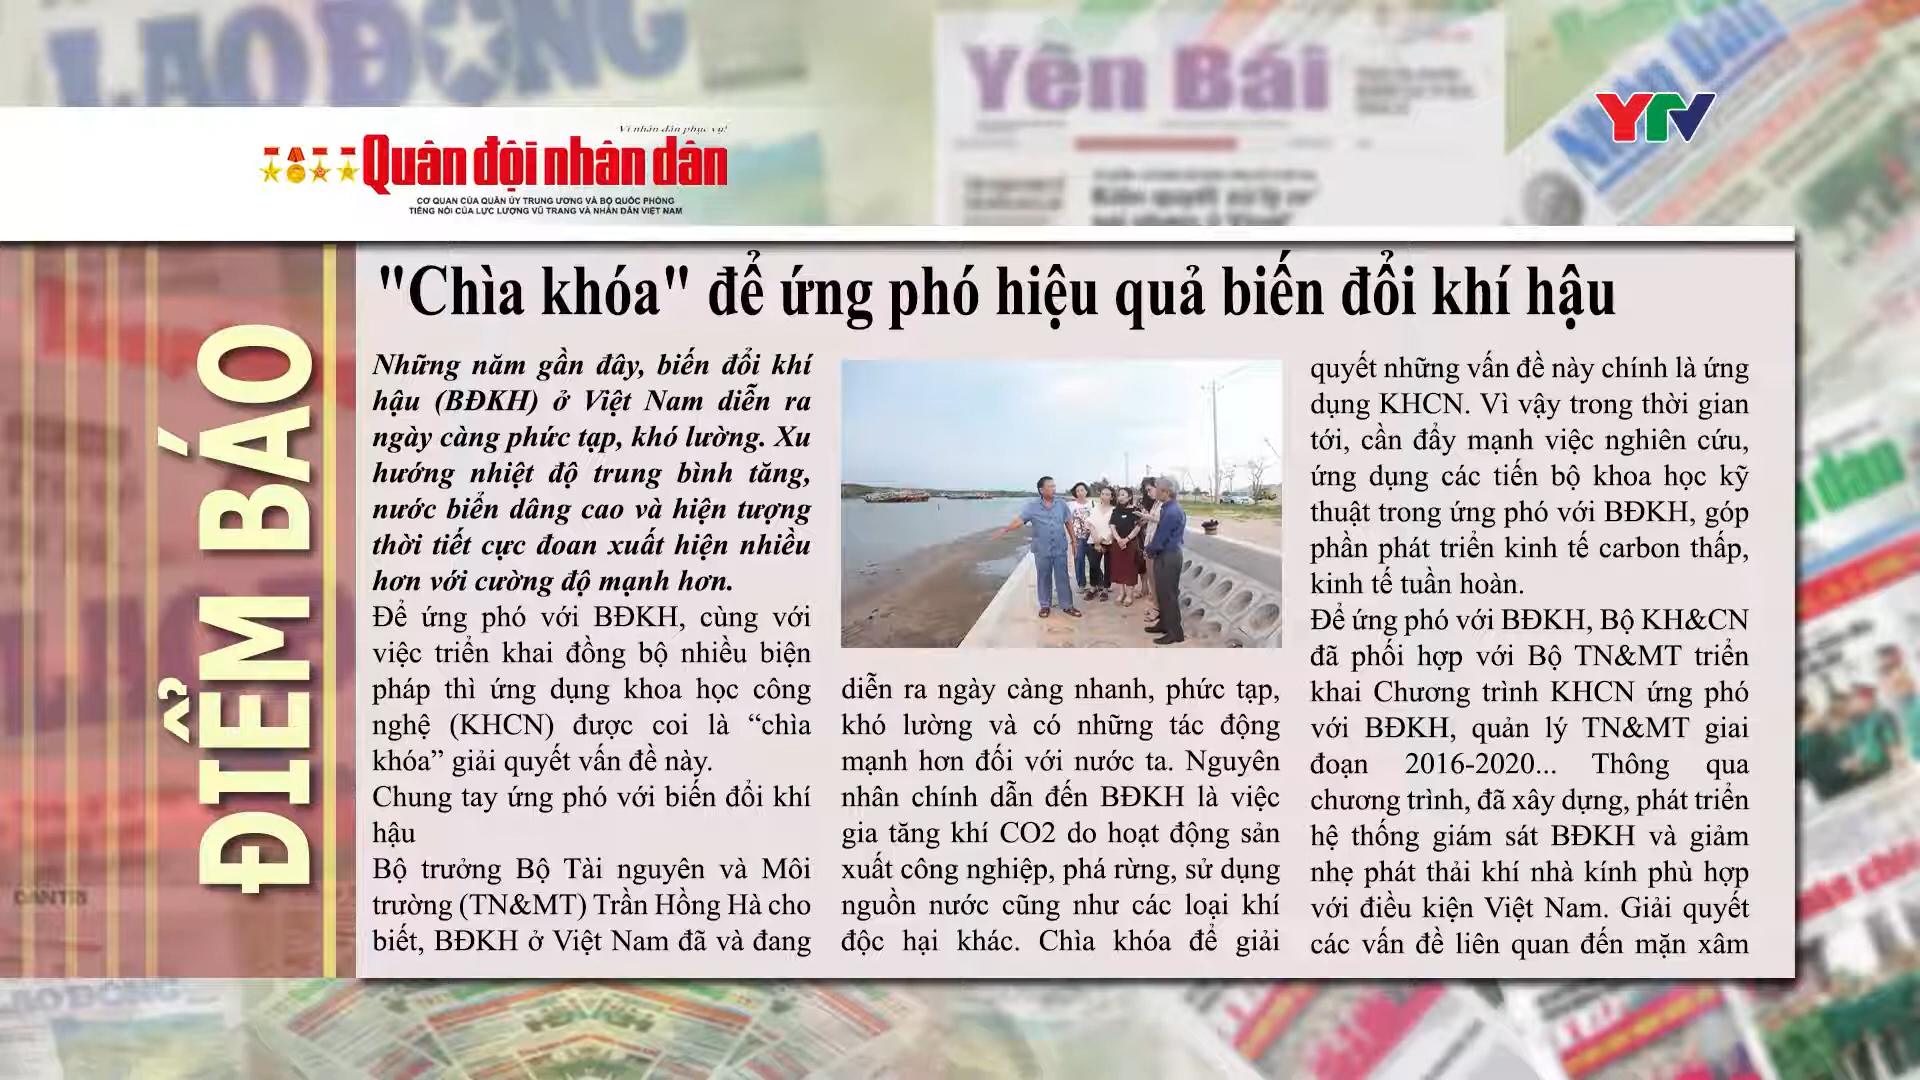 LAO ĐỘNG
Yên Bái
Nhân Dân
YTV
Vì nhân dân phục vụ!
Quân đội nhân dân
CƠ QUAN CỦA QUÂN ỦY TRUNG ƯƠNG VÀ BỘ QUỐC PHÒNG
TIẾNG NÓI CỦA LỰC LƯỢNG VŨ TRANG VÀ NHÂN DÂN VIỆT NAM
ĐIỂM BÁO
"Chìa khóa" để ứng phó hiệu quả biến đổi khí hậu
Những năm gần đây, biến đổi khí
hậu (BĐKH) ở Việt Nam diễn ra
ngày càng phức tạp, khó lường. Xu
hướng nhiệt độ trung bình tăng,
nước biển dâng cao và hiện tượng
thời tiết cực đoan xuất hiện nhiều
hơn với cường độ mạnh hơn.
Để ứng phó với BĐKH, cùng với
việc triển khai đồng bộ nhiều biện
pháp thì ứng dụng khoa học công
nghệ (KHCN) được coi là “chìa
khóa” giải quyết vấn đề này.
Chung tay ứng phó với biến đổi khí
hậu
Bộ trưởng Bộ Tài nguyên và Môi
trường (TN&MT) Trần Hồng Hà cho
biết, BĐKH ở Việt Nam đã và đang
diễn ra ngày càng nhanh, phức tạp,
khó lường và có những tác động
mạnh hơn đối với nước ta. Nguyên
nhân chính dẫn đến BĐKH là việc
gia tăng khí CO2 do hoạt động sản
xuất công nghiệp, phá rừng, sử dụng
nguồn nước cũng như các loại khí
độc hại khác. Chìa khóa để giải
quyết những vấn đề này chính là ứng
dụng KHCN. Vì vậy trong thời gian
tới, cần đẩy mạnh việc nghiên cứu,
ứng dụng các tiến bộ khoa học kỹ
thuật trong ứng phó với BĐKH, góp
phần phát triển kinh tế carbon thấp,
kinh tế tuần hoàn.
Để ứng phó với BĐKH, Bộ KH&CN
đã phối hợp với Bộ TN&MT triển
khai Chương trình KHCN ứng phó
với BĐKH, quản lý TN&MT giai
đoạn 2016-2020... Thông qua
chương trình, đã xây dựng, phát triển
hệ thống giám sát BĐKH và giảm
nhẹ phát thải khí nhà kính phù hợp
với điều kiện Việt Nam. Giải quyết
các vấn đề liên quan đến mặn xâm